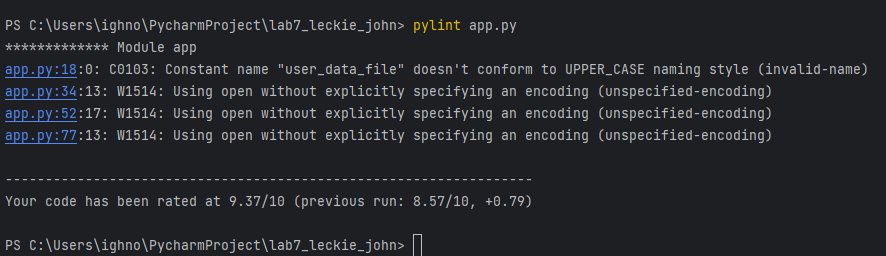 PS C:\Users\ighno\PycharmProject\lab7_leckie_john> pylint app.py
************* Module app
app.py:18:0: C0103: Constant name "user_data_file" doesn't conform to UPPER_CASE naming style (invalid-name)
app.py:34:13: W1514: Using open without explicitly specifying an encoding (unspecified-encoding)
app.py:52:17: W1514: Using open without explicitly specifying an encoding (unspecified-encoding)
app.py:77:13: W1514: Using open without explicitly specifying an encoding (unspecified-encoding)
------------------------------------------------------------------
Your code has been rated at 9.37/10 (previous run: 8.57/10, +0.79)
PS C:\Users\ighno\PycharmProject\lab7_leckie_john>